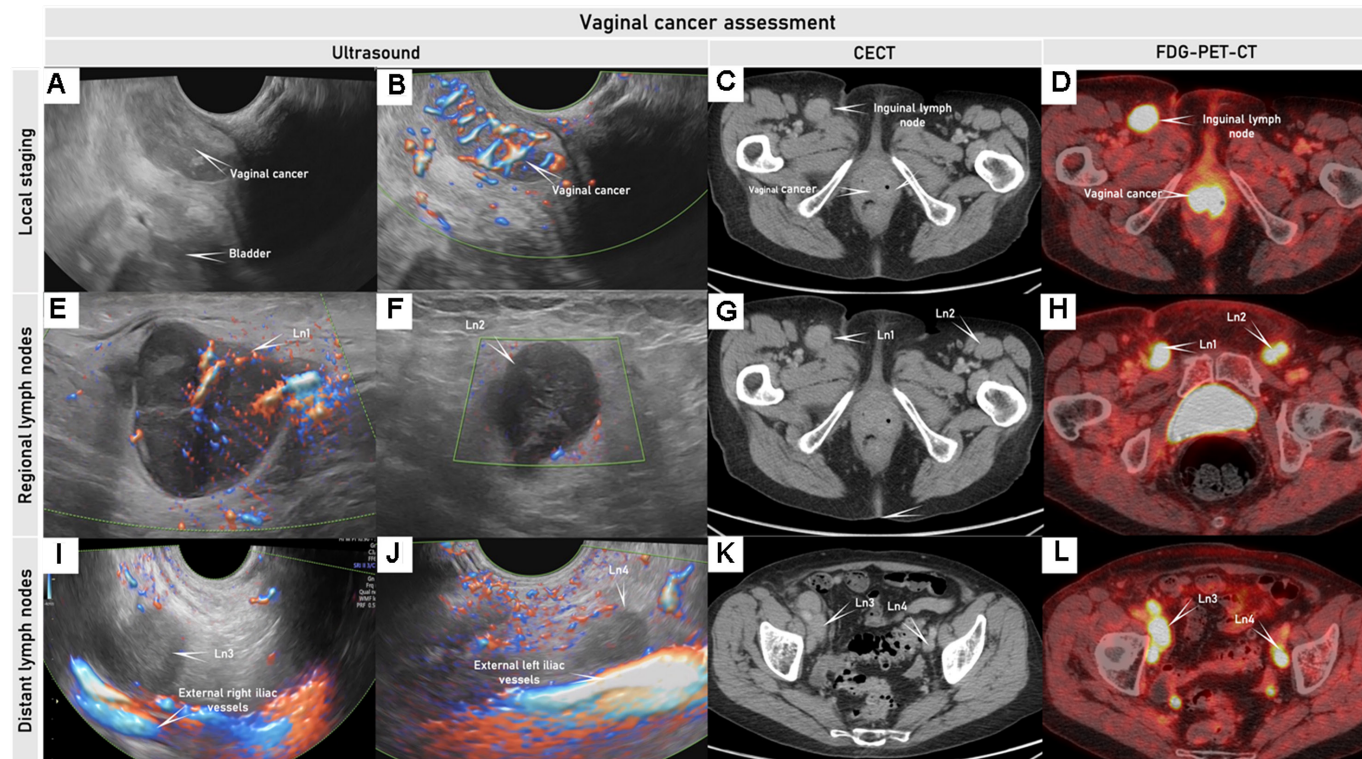 Vaginal cancer assessment
Ultrasound
CECT
FDG-PET-CT
Local staging
A
Vaginal cancer
Bladder
B
Vaginal cancer
C
Inguinal lymph
node
Vaginal cancer
D
Inguinal lymph
node
Vaginal cancer
Regional lymph nodes
E
Ln1
F
Ln2
G
Ln1
Ln2
H
Ln1
Ln2
Distant lymph nodes
I
Ln3
External right iliac
vessels
J
Ln4
External left iliac
vessels
K
Ln3
Ln4
L
Ln3
Ln4